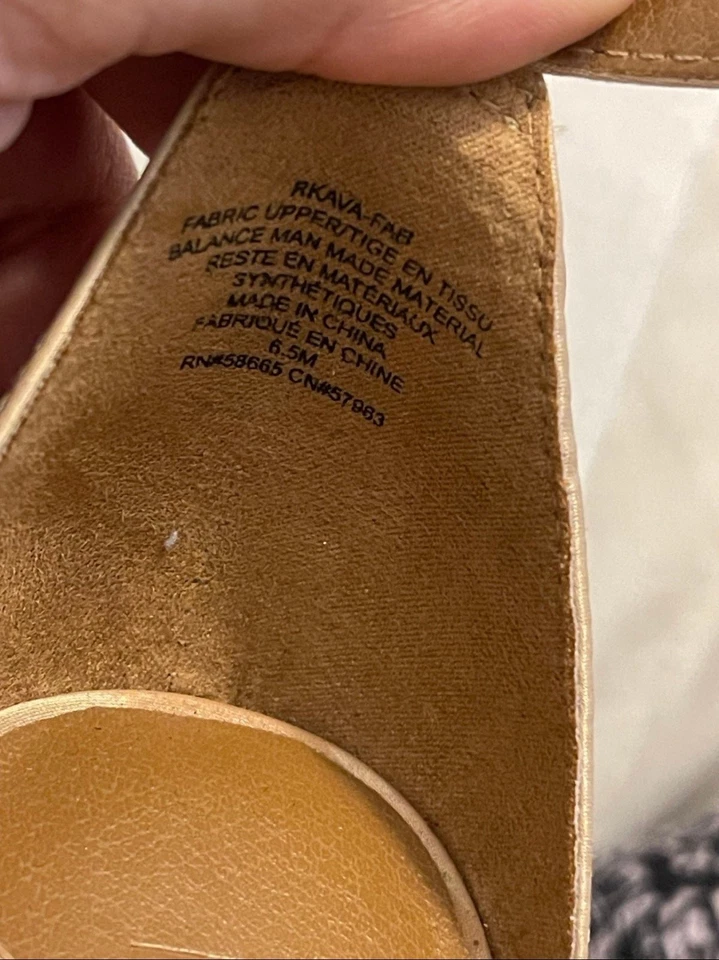 RKAVA-FAB
FABRIC UPPER/TIGE EN TISSU
BALANCE MAN MADE MATERIAL
RESTE EN MATÉRIAUX
SYNTHÉTIQUES
MADE IN CHINA
FABRIQUÉ EN CHINE
6.5M
RN#58665 CN#57963